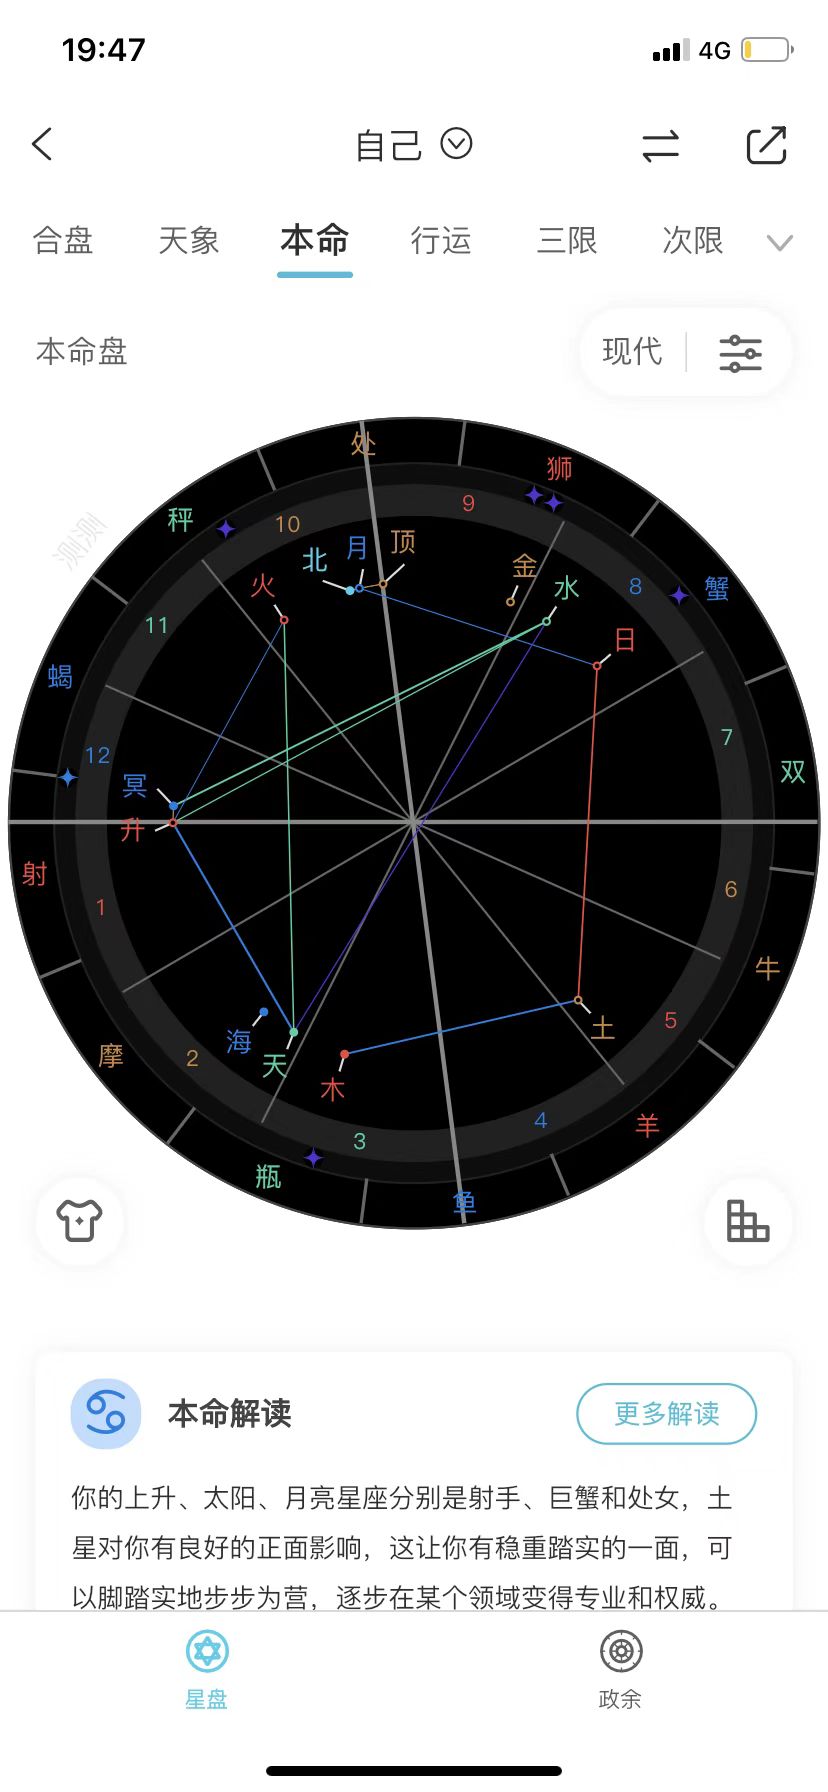 19:47 4G
自己
合盘 天象 本命 行运 三限 次限
本命盘 现代
处
狮
9
秤
10
测测
顶
月
北
金
火
水
8
蟹
11
日
蝎
7
12
双
冥
升
射
6
1
牛
5
土
海
摩
2
天
木
4
羊
3
瓶
鱼
本命解读 更多解读
你的上升、太阳、月亮星座分别是射手、巨蟹和处女，土
星对你有良好的正面影响，这让你有稳重踏实的一面，可
以脚踏实地步步为营，逐步在某个领域变得专业和权威。
星盘 政余